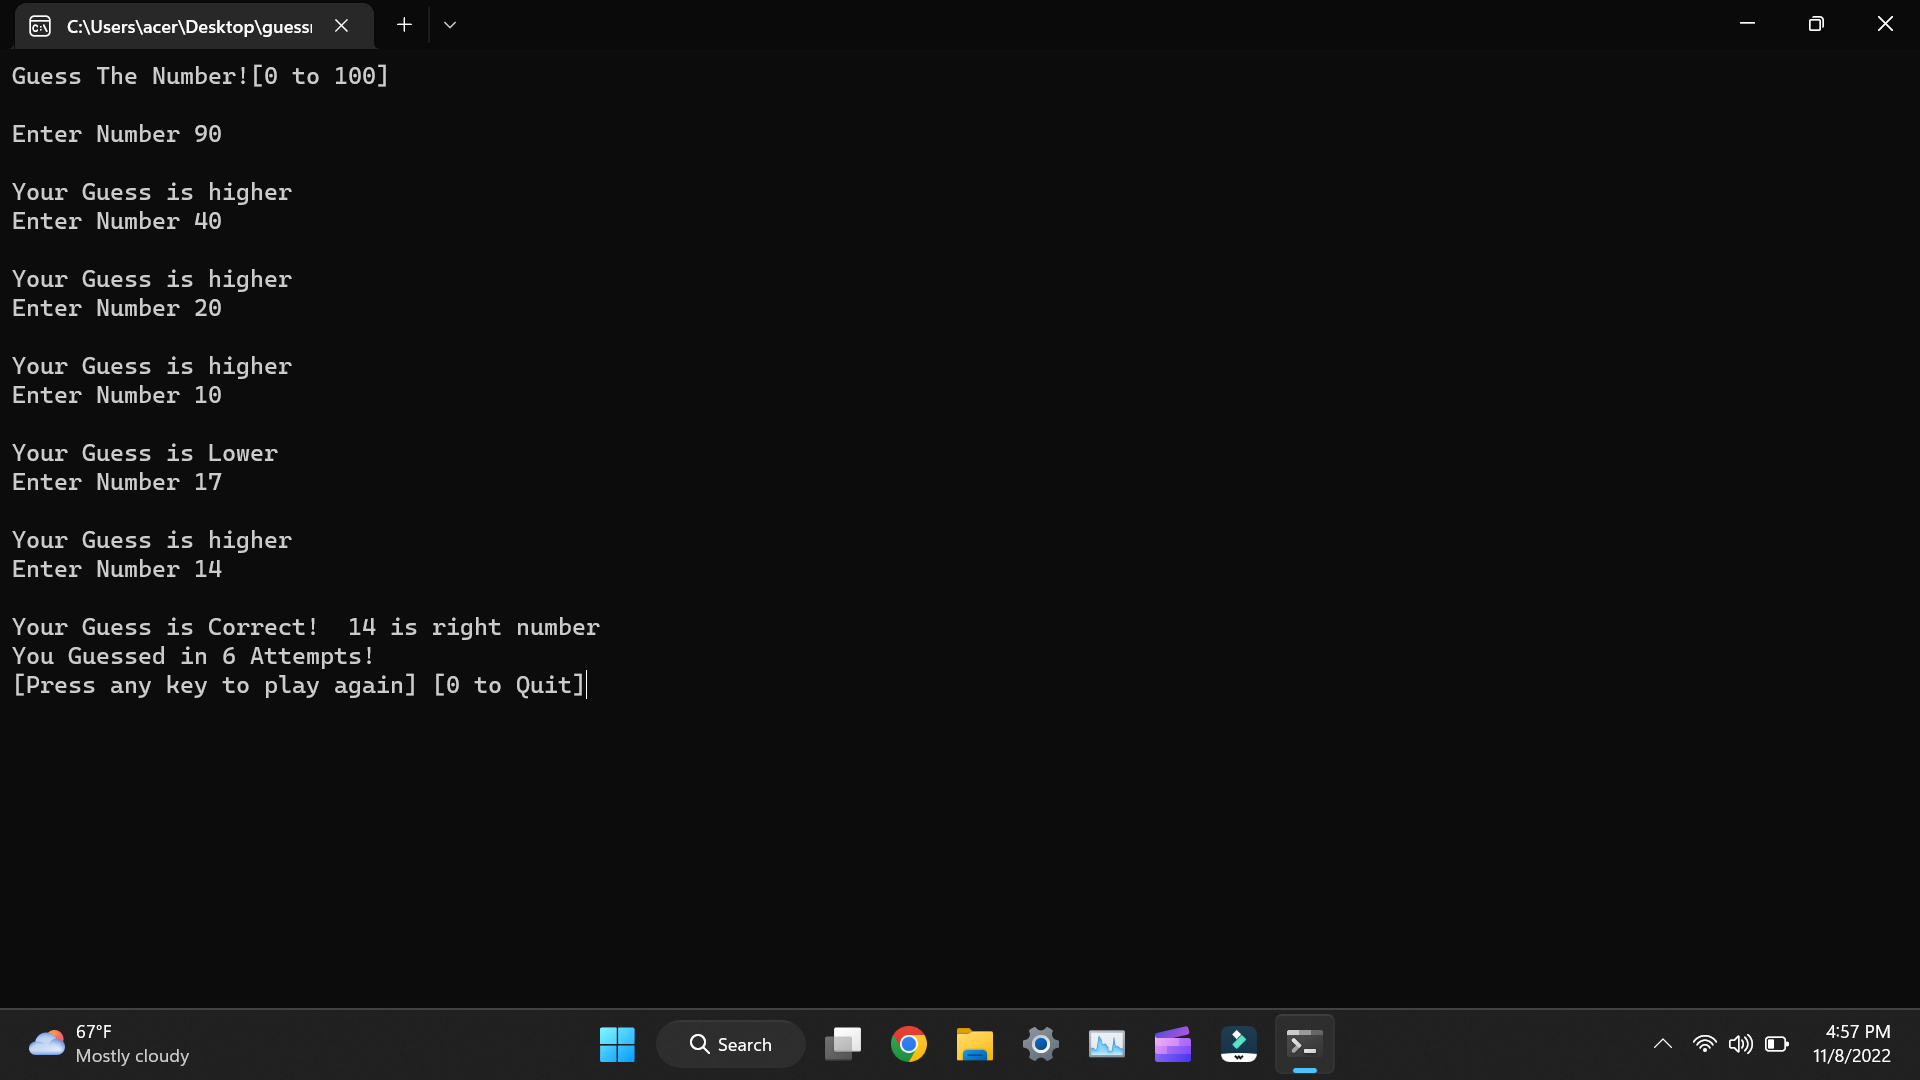 C:\Users\acer\Desktop\guess
Guess The Number![0 to 100]
Enter Number 90
Your Guess is higher
Enter Number 40
Your Guess is higher
Enter Number 20
Your Guess is higher
Enter Number 10
Your Guess is Lower
Enter Number 17
Your Guess is higher
Enter Number 14
Your Guess is Correct!  14 is right number
You Guessed in 6 Attempts!
[Press any key to play again] [0 to Quit]
67°F
Mostly cloudy
Search
4:57 PM
11/8/2022